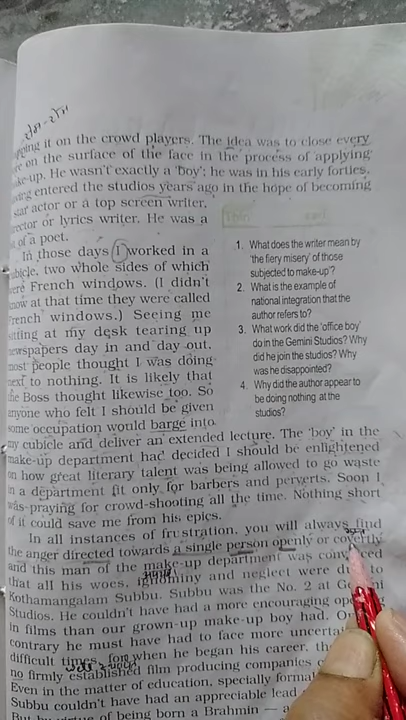 it on the crowd players. The idea was to close every
on the surface of the face in the process of applying
make-up. He wasn't exactly a 'boy'; he was in his early forties.
entered the studios years ago in the hope of becoming
star actor or a top screen writer,
director or lyrics writer. He was a
of a poet.
In those days I worked in a
cubicle, two whole sides of which
were French windows. (I didn't
know at that time they were called
French windows.) Seeing me
sitting at my desk tearing up
newspapers day in and day out,
most people thought I was doing
next to nothing. It is likely that
the Boss thought likewise too. So
anyone who felt I should be given
some occupation would barge into
1. What does the writer mean by
'the fiery misery' of those
subjected to make-up?
2. What is the example of
national integration that the
author refers to?
3. What work did the 'office boy'
do in the Gemini Studios? Why
did he join the studios? Why
was he disappointed?
4. Why did the author appear to
be doing nothing at the
studios?
my cubicle and deliver an extended lecture. The 'boy' in the
make-up department had decided I should be enlightened
on how great literary talent was being allowed to go waste
in a department fit only for barbers and perverts. Soon I
was praying for crowd-shooting all the time. Nothing short
of it could save me from his epics.
In all instances of frustration, you will always find
the anger directed towards a single person openly or covertly
and this man of the make-up department was convinced
that all his woes, ignominy and neglect were due to
Kothamangalam Subbu. Subbu was the No. 2 at Gemini
Studios. He couldn't have had a more encouraging opening
in films than our grown-up make-up boy had. On
contrary he must have had to face more uncertain
difficult times, for when he began his career, th
no firmly established film producing companies
Even in the matter of education, specially formal
Subbu couldn't have had an appreciable lead
But by virtue of being born a Brahmin — a